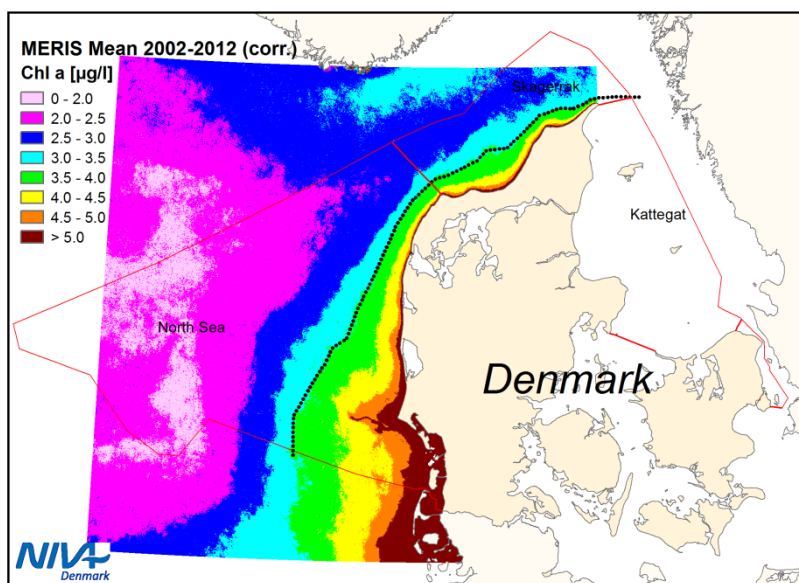 MERIS Mean 2002-2012 (corr.)
Chl a [µg/l]
0 - 2.0
2.0 - 2.5
2.5 - 3.0
3.0 - 3.5
3.5 - 4.0
4.0 - 4.5
4.5 - 5.0
> 5.0
Skagerrak
Kattegat
North Sea
Denmark
NIVA
Denmark